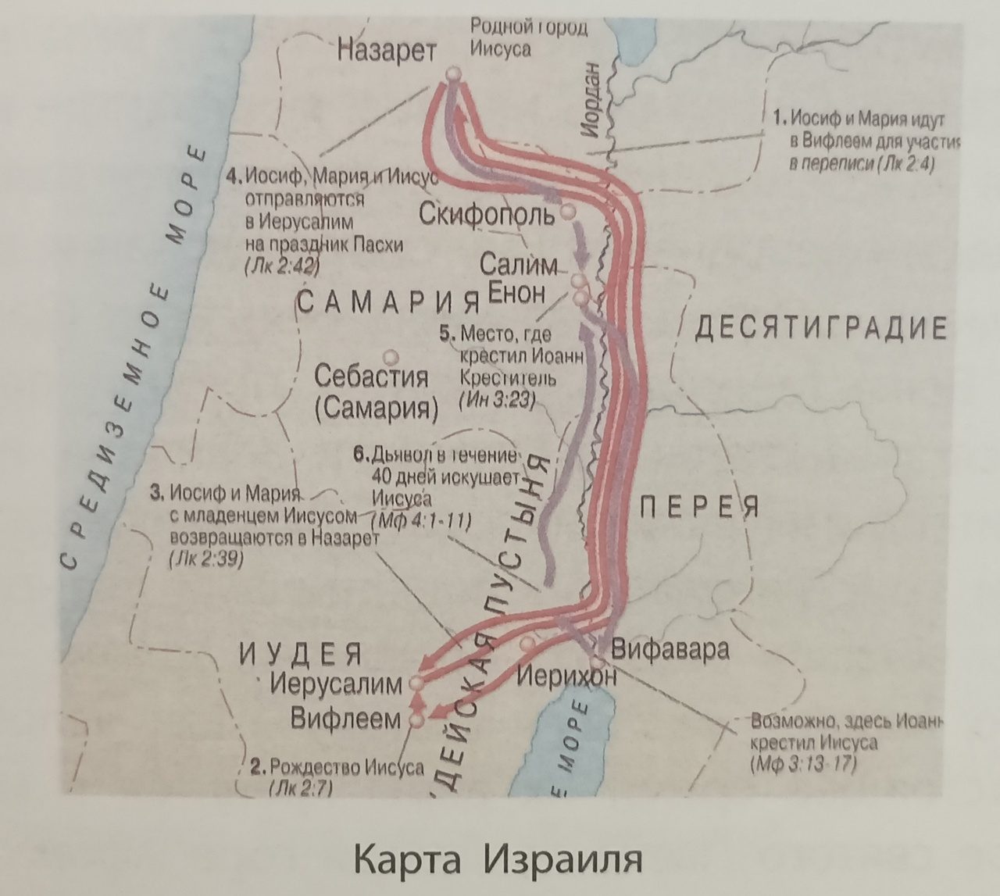 Назарет
Родной город
Иисуса
Иордан
1. Иосиф и Мария идут
в Вифлеем для участия
в переписи (Лк 2:4)
4. Иосиф, Мария и Иисус
отправляются
в Иерусалим
на праздник Пасхи
(Лк 2:42)
СРЕДИЗЕМНОЕ МОРЕ
Скифополь
Салим
Енон
САМАРИЯ
ДЕСЯТИГРАДИЕ
5. Место, где
крестил Иоанн
Креститель
(Ин 3:23)
Себастия
(Самария)
6. Дьявол в течение
40 дней искушает
Иисуса
(Мф 4:1-11)
3. Иосиф и Мария
с младенцем Иисусом
возвращаются в Назарет
(Лк 2:39)
ПЕРЕЯ
ДЕЙСКАЯ ПУСТЫНЯ
ИУДЕЯ
Иерусалим
Вифлеем
Иерихон
Вифавара
2. Рождество Иисуса
(Лк 2:7)
Е МОРЕ
Возможно, здесь Иоанн
крестил Иисуса
(Мф 3:13-17)
Карта Израиля